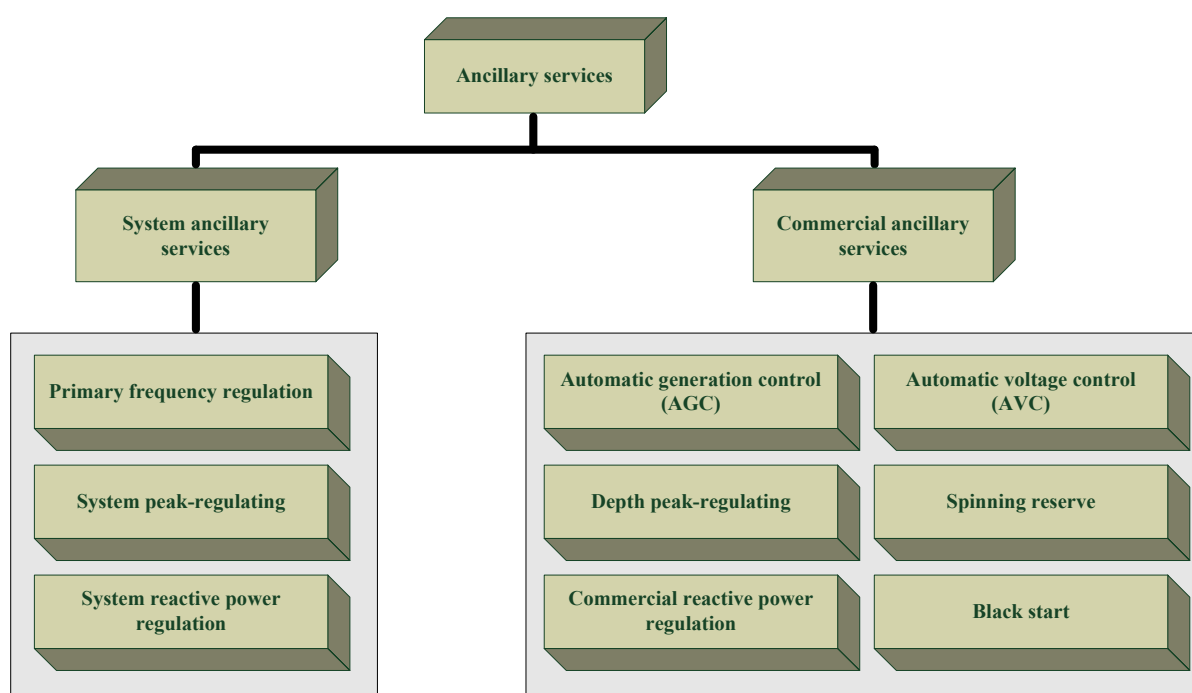 Ancillary services
System ancillary
services
Commercial ancillary
services
Primary frequency regulation
System peak-regulating
System reactive power
regulation
Automatic generation control
(AGC)
Automatic voltage control
(AVC)
Depth peak-regulating
Spinning reserve
Commercial reactive power
regulation
Black start